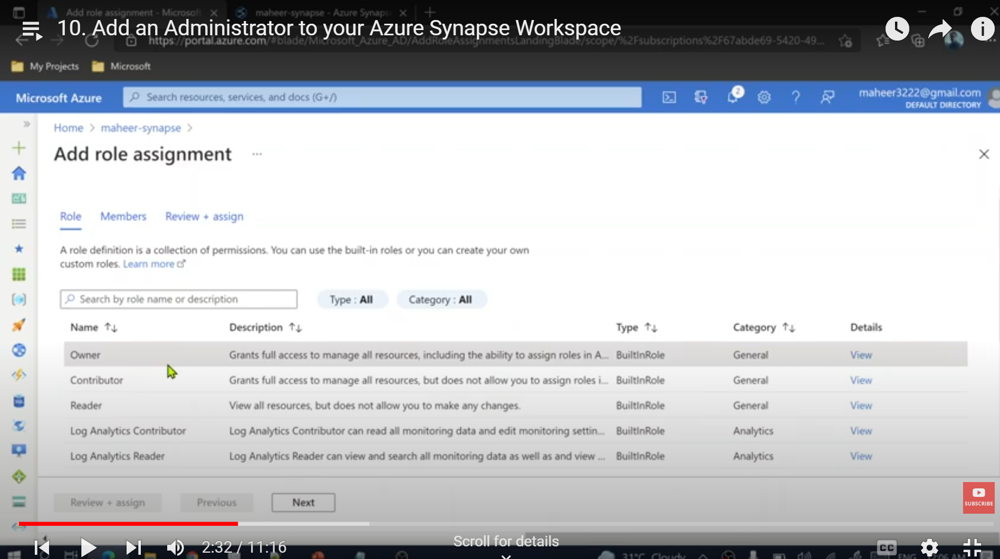 Add role assignment - Microsoft
maheer-synapse - Azure Synaps
10. Add an Administrator to your Azure Synapse Workspace
https://portal.azure.com/#blade/Microsoft_Azure_AD/AddRoleAssignmentsLandingBlade/scope/%2Fsubscriptions%2F67abde69-5420-49...
My Projects
Microsoft
Microsoft Azure
Search resources, services, and docs (G+/)
2
maheer3222@gmail.com
DEFAULT DIRECTORY
Home > maheer-synapse >
Add role assignment ...
Role Members Review + assign
A role definition is a collection of permissions. You can use the built-in roles or you can create your own
custom roles. Learn more
Search by role name or description
Type : All
Category : All
Name Description Type Category Details
Owner Grants full access to manage all resources, including the ability to assign roles in A... BuiltInRole General View
Contributor Grants full access to manage all resources, but does not allow you to assign roles i... BuiltInRole General View
Reader View all resources, but does not allow you to make any changes. BuiltInRole General View
Log Analytics Contributor Log Analytics Contributor can read all monitoring data and edit monitoring settin... BuiltInRole Analytics View
Log Analytics Reader Log Analytics Reader can view and search all monitoring data as well as and view ... BuiltInRole Analytics View
Review + assign Previous Next
SUBSCRIBE
2:32 / 11:16
Scroll for details
CC
31°C Cloudy
ENG